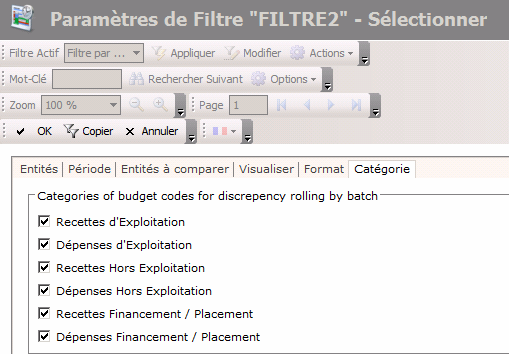 Paramètres de Filtre "FILTRE2" - Sélectionner
Filtre Actif Filtre par ... Appliquer Modifier Actions
Mot-Clé Rechercher Suivant Options
Zoom 100 % Page 1
OK Copier Annuler
Entités Période Entités à comparer Visualiser Format Catégorie
Categories of budget codes for discrepency rolling by batch
Recettes d'Exploitation
Dépenses d'Exploitation
Recettes Hors Exploitation
Dépenses Hors Exploitation
Recettes Financement / Placement
Dépenses Financement / Placement